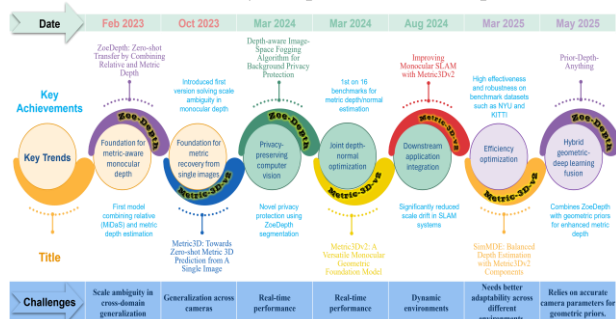 Date
Feb 2023
Oct 2023
Mar 2024
Mar 2024
Aug 2024
Mar 2025
May 2025
ZoeDepth: Zero-shot
Transfer by Combining
Relative and Metric
Depth
Introduced first
version solving scale
ambiguity in
monocular depth
Depth-aware Image-
Space Fogging
Algorithm for
Background Privacy
Protection
1st on 16
benchmarks for
metric depth/normal
estimation
Improving
Monocular SLAM
with Metric3Dv2
High effectiveness
and robustness on
benchmark datasets
such as NYU and
KITTI
Prior-Depth-
Anything
Key
Achievements
Key Trends
Title
Zoe-Depth
Foundation for
metric-aware
monocular
depth
Foundation for
metric
recovery from
single images
Metric-3D-v2
Zoe-Depth
Privacy-
preserving
computer
vision
Joint depth-
normal
optimization
Metric-3D-v2
Metric-3D-v2
Downstream
application
integration
Efficiency
optimization
Metric-3D-v2
Zoe-Depth
Hybrid
geometric-
deep learning
fusion
First model
combining relative
(MiDaS) and metric
depth estimation
Metric3D: Towards
Zero-shot Metric 3D
Prediction from A
Single Image
Novel privacy
protection using
ZoeDepth
segmentation
Metric3Dv2: A
Versatile Monocular
Geometric
Foundation Model
Significantly reduced
scale drift in SLAM
systems
SimMDE: Balanced
Depth Estimation
with Metric3Dv2
Components
Combines ZoeDepth
with geometric priors
for enhanced metric
depth
Challenges
Scale ambiguity in
cross-domain
generalization
Generalization across
cameras
Real-time
performance
Real-time
performance
Dynamic
environments
Needs better
adaptability across
different
Relies on accurate
camera parameters for
geometric priors.